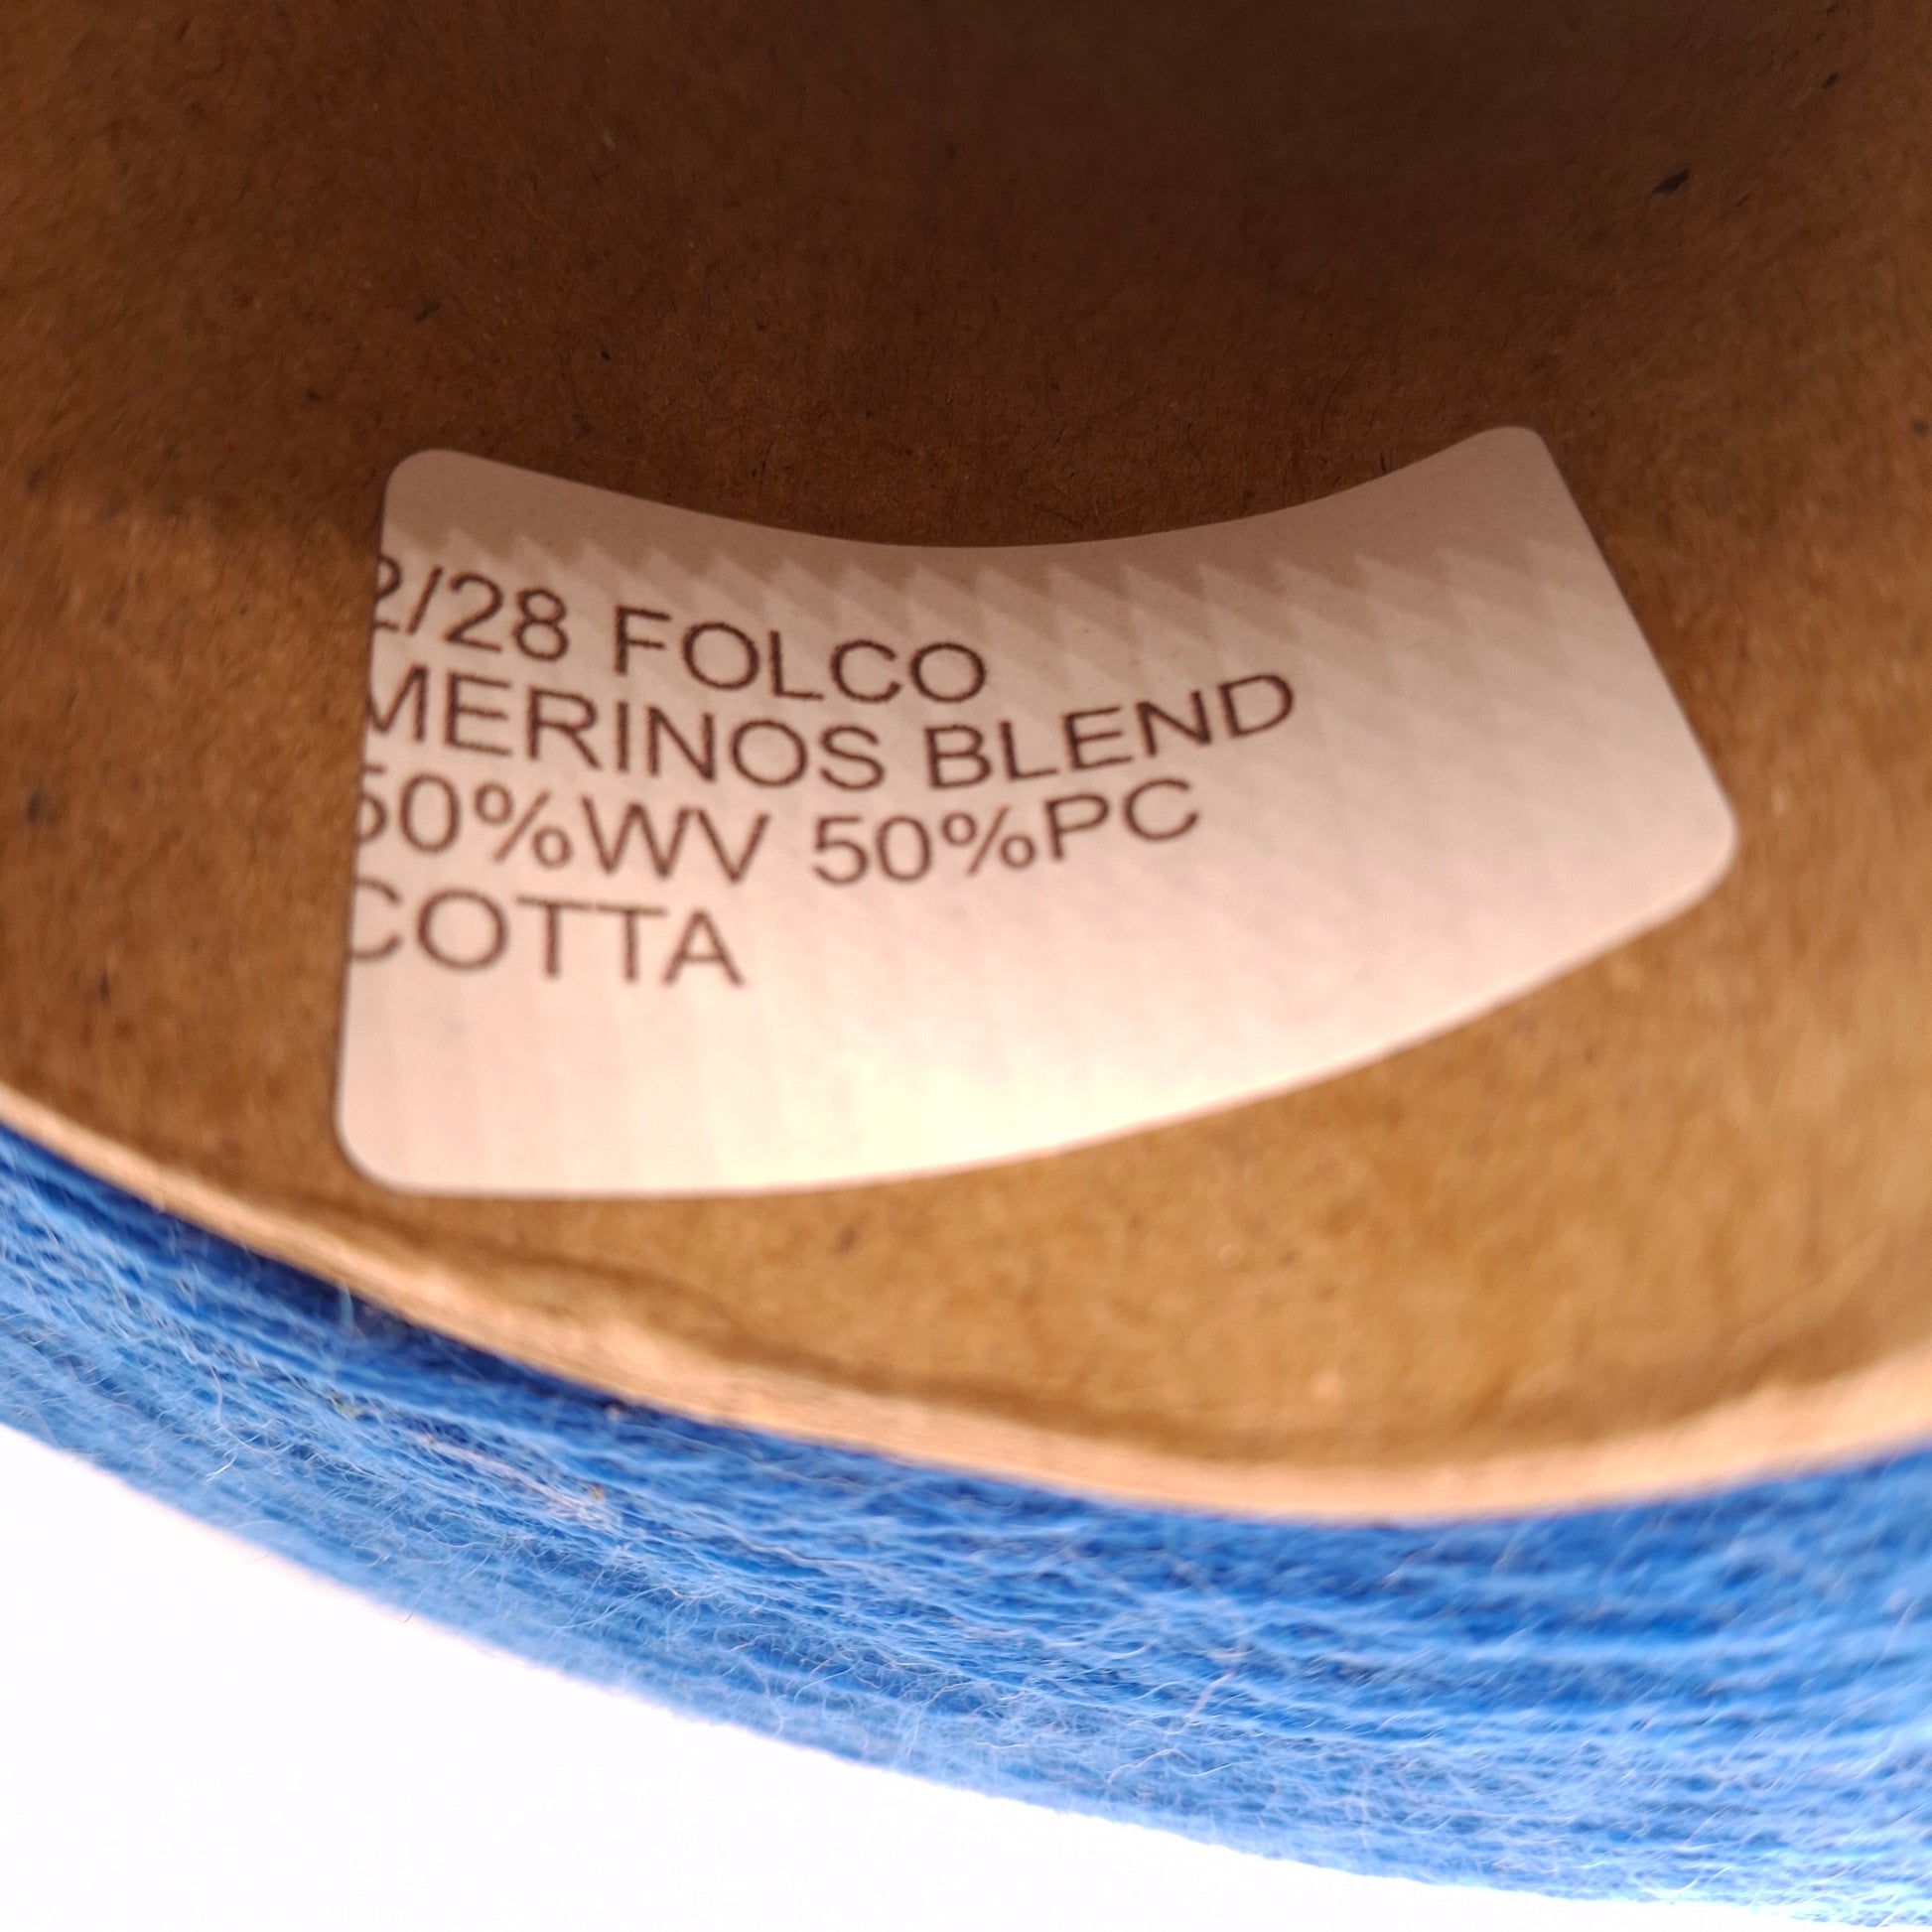 2/28 FOLCO
MERINOS BLEND
50%WV 50%PC
COTTA